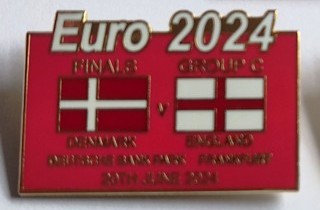 Euro 2024
FINALS GROUP C
V
DENMARK ENGLAND
DEUTSCHE BANK PARK FRANKFURT
20TH JUNE 2024